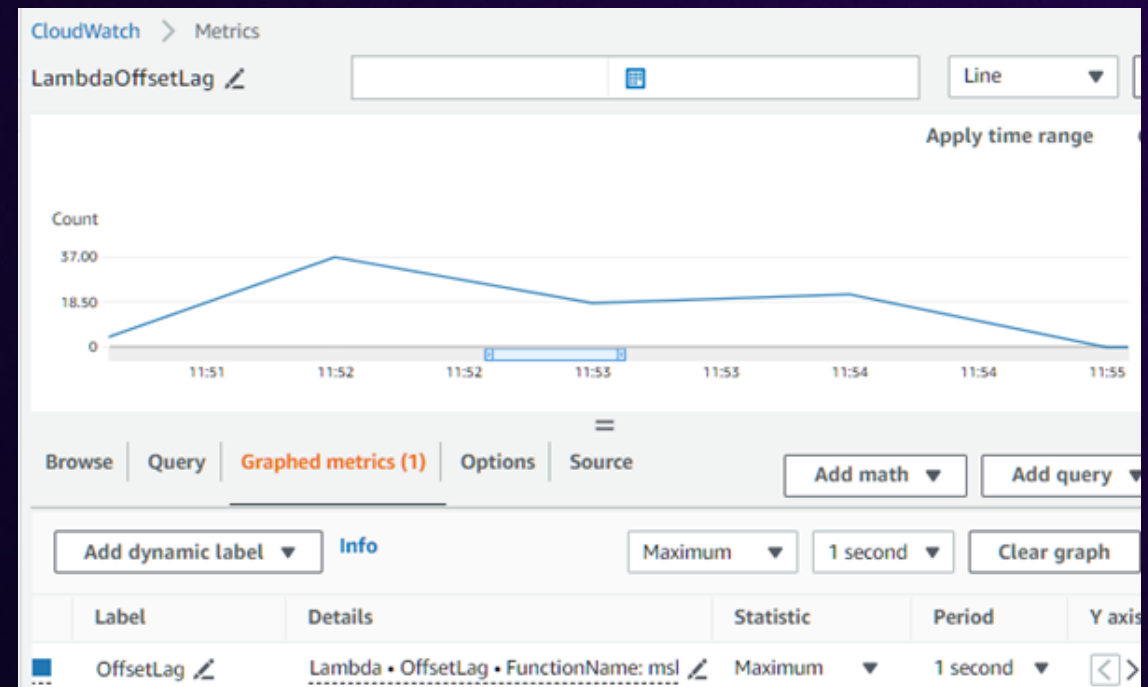 CloudWatch > Metrics
LambdaOffsetLag
Line
Apply time range
Count
37.00
18.50
0
11:51 11:52 11:52 11:53 11:53 11:54 11:54 11:55
Browse Query Graphed metrics (1) Options Source
Add math Add query
Add dynamic label Info Maximum 1 second Clear graph
Label Details Statistic Period Y axis
OffsetLag Lambda • OffsetLag • FunctionName: msl Maximum 1 second < >